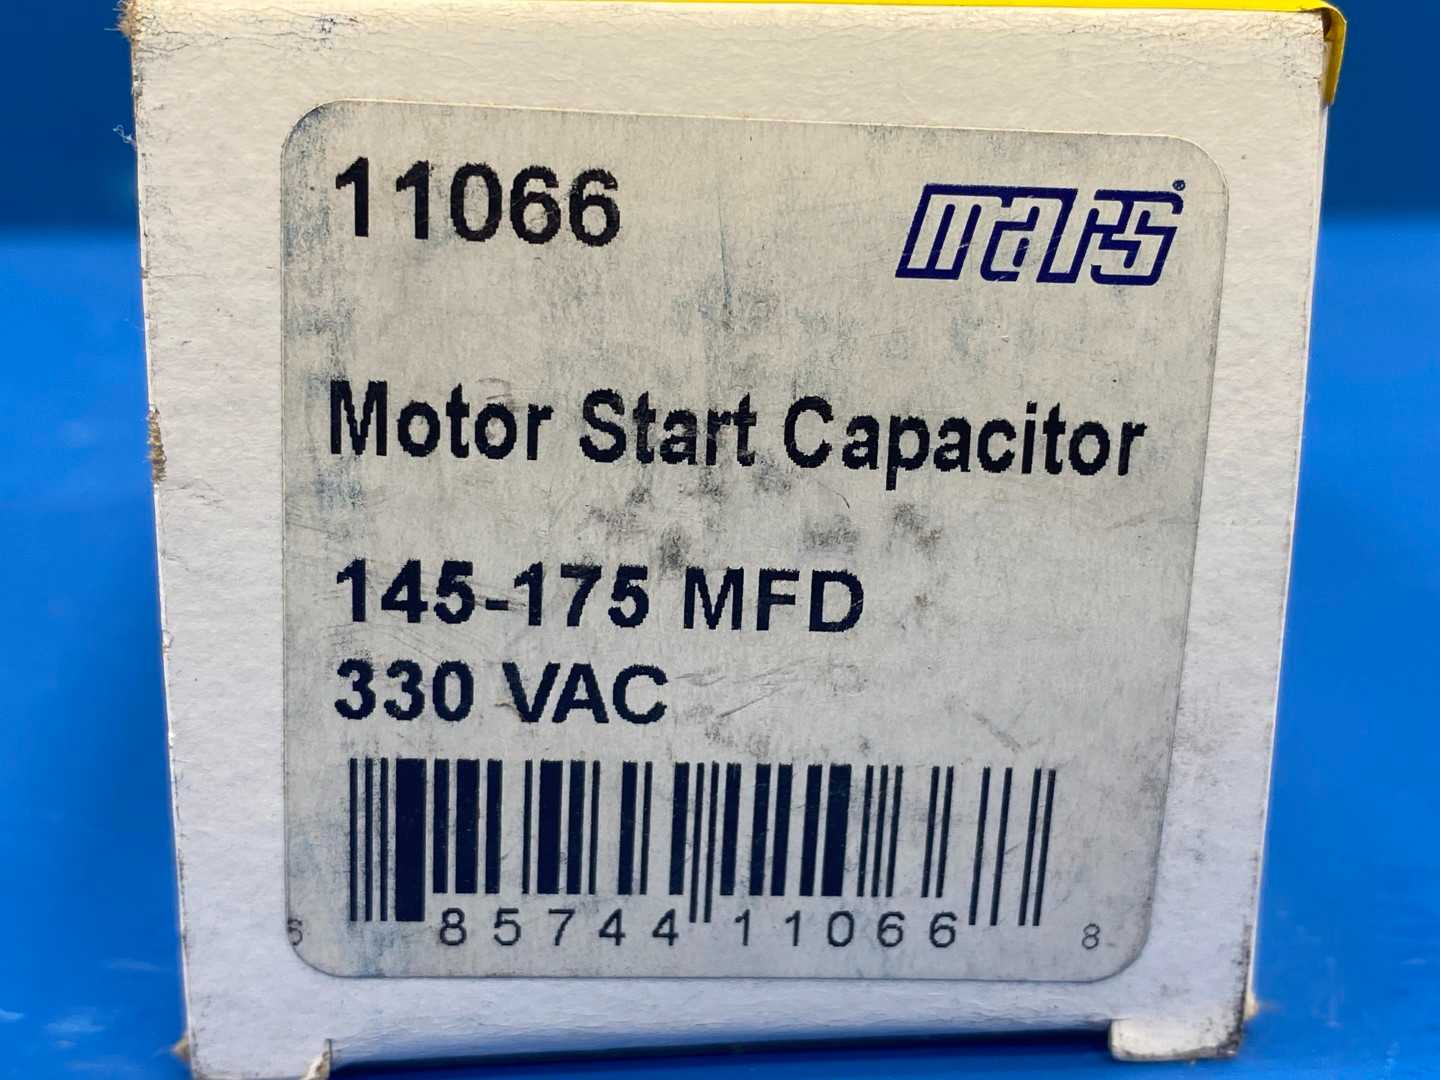 11066
mars®
Motor Start Capacitor
145-175 MFD
330 VAC
6 85744 11066 8